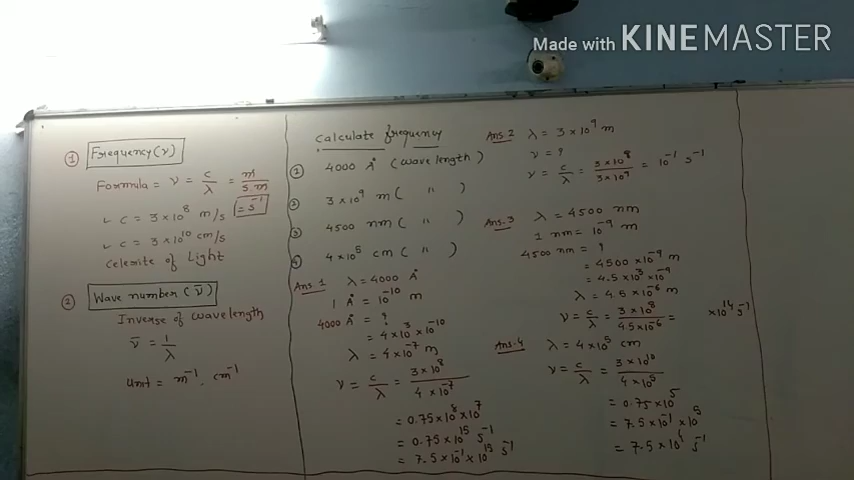 Made with KINEMASTER
① Frequency (ν)
Formula = ν = c/λ = m/s m
= s⁻¹
✓ c = 3 × 10⁸ m/s
✓ c = 3 × 10¹⁰ cm/s
celerite of Light
② Wave number (ν̄)
Inverse of wavelength
ν̄ = 1/λ
Unit = m⁻¹, cm⁻¹
Calculate frequency
① 4000 A° (wavelength)
② 3 × 10⁹ m ( " )
③ 4500 nm ( " )
④ 4 × 10⁵ cm ( " )
Ans. 1 λ = 4000 A°
1 A° = 10⁻¹⁰ m
4000 A° = ?
= 4 × 10³ × 10⁻¹⁰
λ = 4 × 10⁻⁷ m
ν = c/λ = 3 × 10⁸ / 4 × 10⁻⁷
= 0.75 × 10⁸ × 10⁷
= 0.75 × 10¹⁵ s⁻¹
= 7.5 × 10⁻¹ × 10¹⁵ s⁻¹
Ans. 2 λ = 3 × 10⁹ m
ν = ?
ν = c/λ = 3 × 10⁸ / 3 × 10⁹ = 10⁻¹ s⁻¹
Ans. 3 λ = 4500 nm
1 nm = 10⁻⁹ m
4500 nm = ?
= 4500 × 10⁻⁹ m
= 4.5 × 10³ × 10⁻⁹
λ = 4.5 × 10⁻⁶ m
ν = c/λ = 3 × 10⁸ / 4.5 × 10⁻⁶ = × 10¹⁴ s⁻¹
Ans. 4 λ = 4 × 10⁵ cm
ν = c/λ = 3 × 10¹⁰ / 4 × 10⁵
= 0.75 × 10⁵
= 7.5 × 10⁻¹ × 10⁵
= 7.5 × 10⁴ s⁻¹